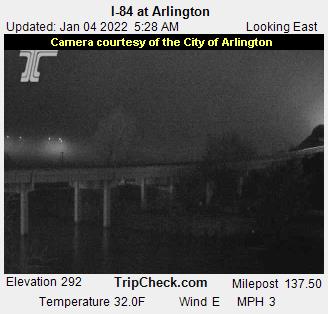 I-84 at Arlington
Updated: Jan 04 2022 5:28 AM Looking East
Camera courtesy of the City of Arlington
Elevation 292 TripCheck.com Milepost 137.50
Temperature 32.0F Wind E MPH 3